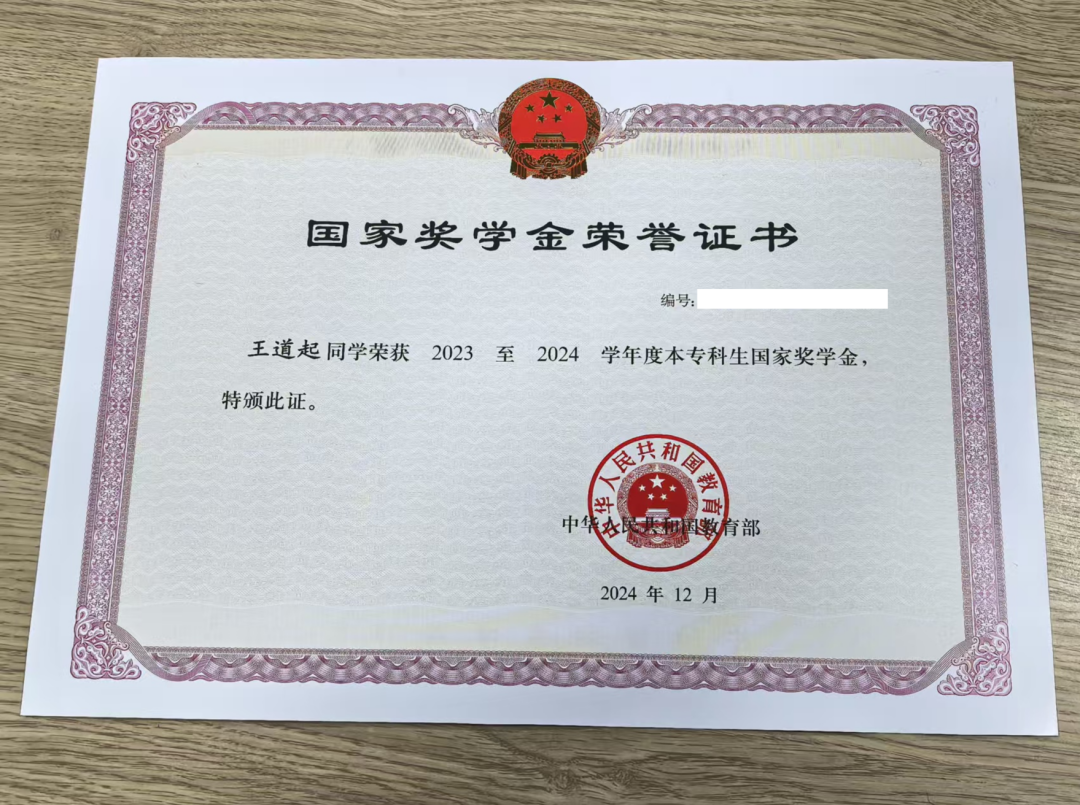 国家奖学金荣誉证书
编号：
王道起同学荣获 2023 至 2024 学年度本专科生国家奖学金，
特颁此证。
中华人民共和国教育部
中华人民共和国教育部
2024 年 12 月